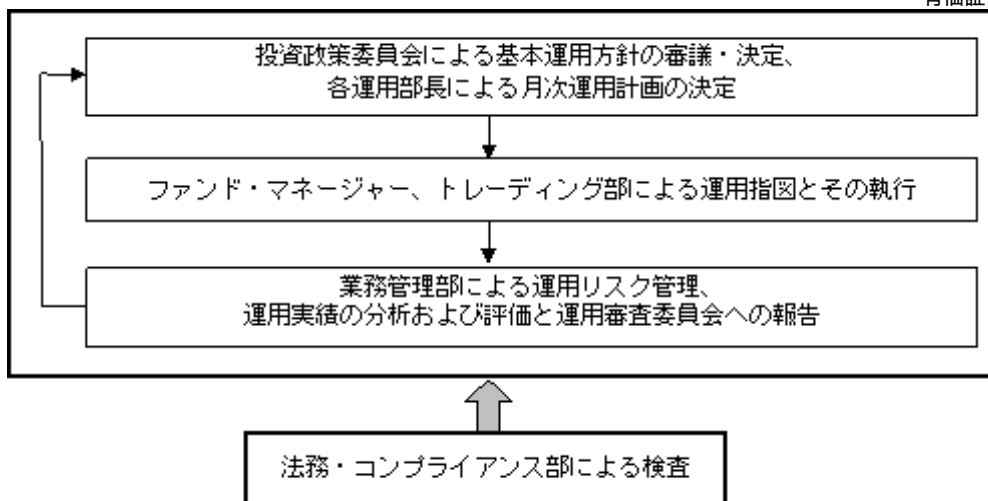 投資政策委員会による基本運用方針の審議・決定、
各運用部長による月次運用計画の決定
ファンド・マネージャー、トレーディング部による運用指図とその執行
業務管理部による運用リスク管理、
運用実績の分析および評価と運用審査委員会への報告
法務・コンプライアンス部による検査